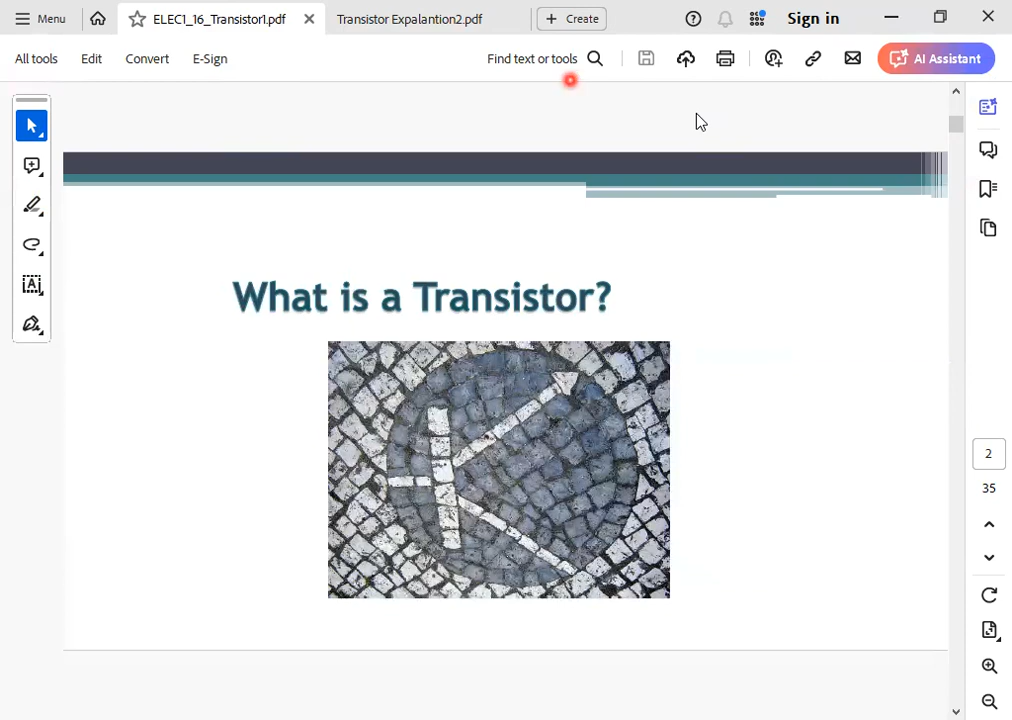 Menu
ELEC1_16_Transistor1.pdf
Transistor Expalantion2.pdf
Create
Sign in
All tools
Edit
Convert
E-Sign
Find text or tools
AI Assistant
What is a Transistor?
2
35